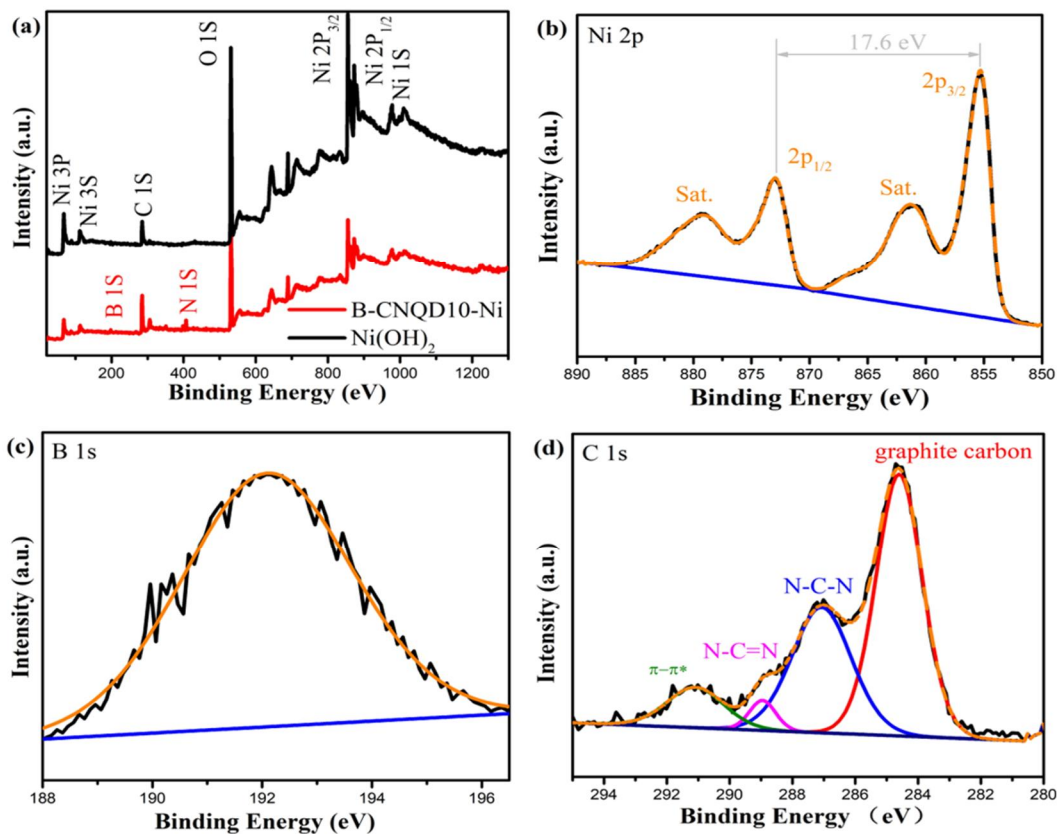 (a)
Intensity (a.u.)
Ni 3P
Ni 3S
B 1S
C 1S
N 1S
O 1S
Ni 2P3/2
Ni 2P1/2
Ni 1S
B-CNQD10-Ni
Ni(OH)2
200 400 600 800 1000 1200
Binding Energy (eV)
(b)
Ni 2p
17.6 eV
2p3/2
2p1/2
Sat.
Sat.
Intensity (a.u.)
890 885 880 875 870 865 860 855 850
Binding Energy (eV)
(c)
B 1s
Intensity (a.u.)
188 190 192 194 196
Binding Energy (eV)
(d)
C 1s
graphite carbon
N-C-N
N-C=N
π−π*
Intensity (a.u.)
294 292 290 288 286 284 282 280
Binding Energy (eV)